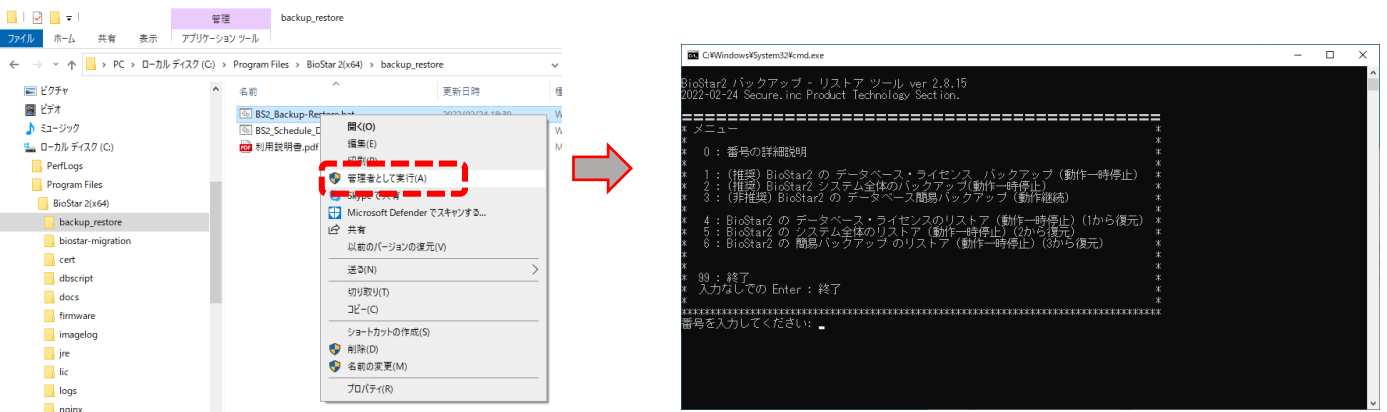 管理
backup_restore
ファイル ホーム 共有 表示 アプリケーション ツール
PC › ローカル ディスク (C:) › Program Files › BioStar 2(x64) › backup_restore
ピクチャ
ビデオ
ミュージック
ローカル ディスク (C:)
PerfLogs
Program Files
BioStar 2(x64)
backup_restore
biostar-migration
cert
dbscript
docs
firmware
imagelog
jre
lic
logs
nginx
名前 更新日時
BS2_Backup-Restore.bat 2022/02/24 18:30
BS2_Schedule_D
利用説明書.pdf
開く(O)
編集(E)
印刷(P)
管理者として実行(A)
Skype で共有
Microsoft Defender でスキャンする...
共有
以前のバージョンの復元(V)
送る(N)
切り取り(T)
コピー(C)
ショートカットの作成(S)
削除(D)
名前の変更(M)
プロパティ(R)
C:¥Windows¥System32¥cmd.exe
BioStar2 バックアップ - リストア ツール ver 2.8.15
2022-02-24 Secure.inc Product Technology Section.
* メニュー *
* 0 : 番号の詳細説明 *
* 1 : (推奨) BioStar2 の データベース・ライセンス バックアップ (動作一時停止) *
* 2 : (推奨) BioStar2 システム全体のバックアップ(動作一時停止) *
* 3 : (非推奨) BioStar2 の データベース簡易バックアップ (動作継続) *
* 4 : BioStar2 の データベース・ライセンスのリストア (動作一時停止) (1から復元) *
* 5 : BioStar2 の システム全体のリストア (動作一時停止) (2から復元) *
* 6 : BioStar2 の 簡易バックアップ のリストア (動作一時停止) (3から復元) *
* 99 : 終了 *
* 入力なしでの Enter : 終了 *
番号を入力してください: